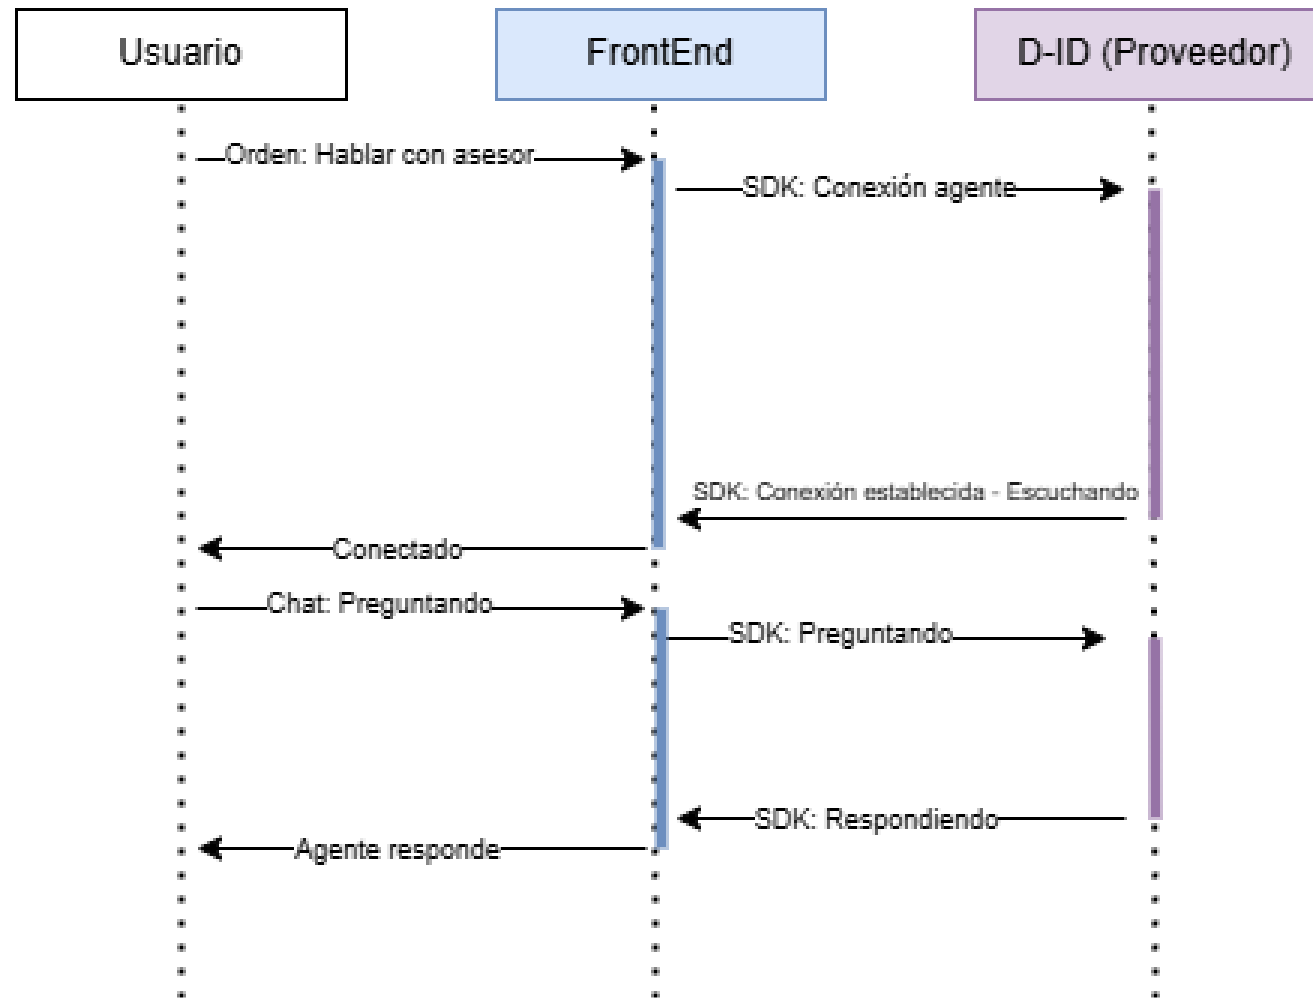 Usuario
FrontEnd
D-ID (Proveedor)
Orden: Hablar con asesor
SDK: Conexión agente
SDK: Conexión establecida - Escuchando
Conectado
Chat: Preguntando
SDK: Preguntando
SDK: Respondiendo
Agente responde